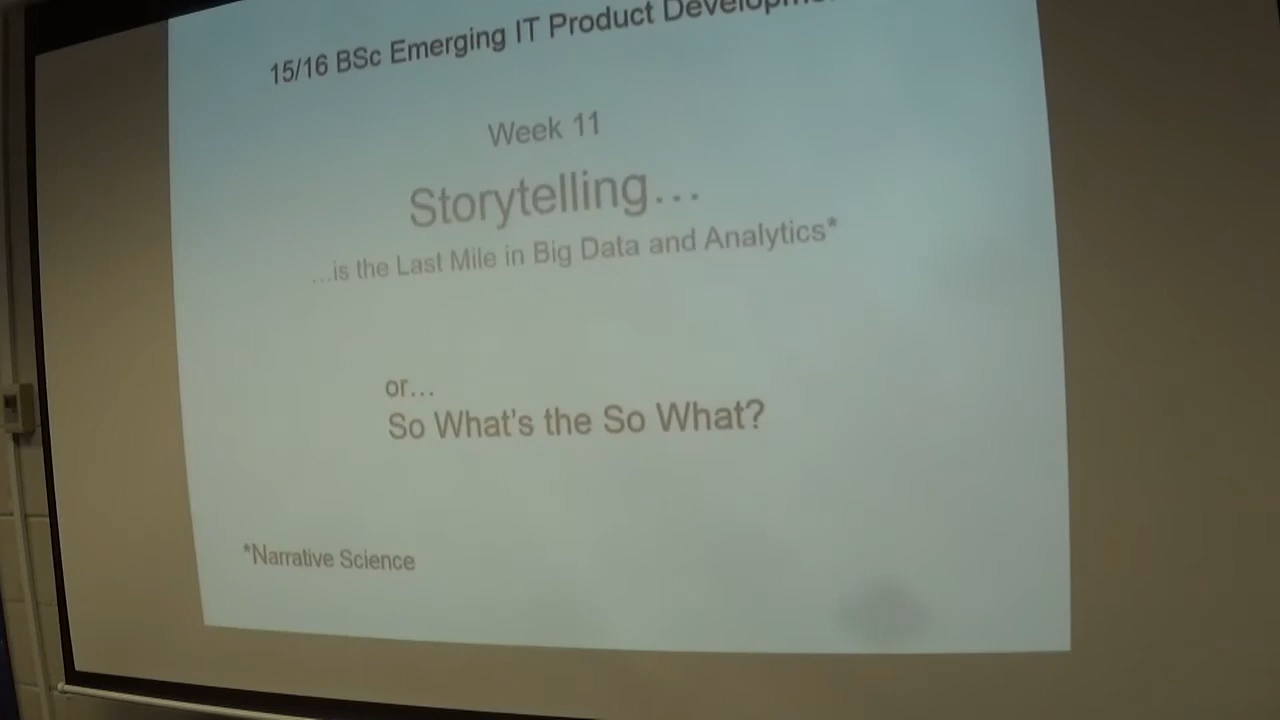 15/16 BSc Emerging IT Product
Week 11
Storytelling...
...is the Last Mile in Big Data and Analytics*
or...
So What's the So What?
*Narrative Science